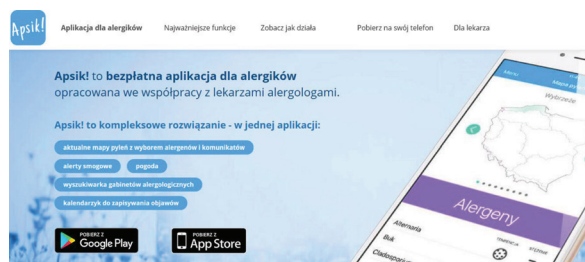 Apsik!
Aplikacja dla alergików Najważniejsze funkcje Zobacz jak działa Pobierz na swój telefon Dla lekarza
Apsik! to bezpłatna aplikacja dla alergików
opracowana we współpracy z lekarzami alergologami.
Apsik! to kompleksowe rozwiązanie - w jednej aplikacji:
aktualne mapy pyleń z wyborem alergenów i komunikatów
alerty smogowe pogoda
wyszukiwarka gabinetów alergologicznych
kalendarzyk do zapisywania objawów
POBIERZ Z
Google Play
POBIERZ Z
App Store
Menu
Wybrzeże
Alergeny
Alternaria
Buk